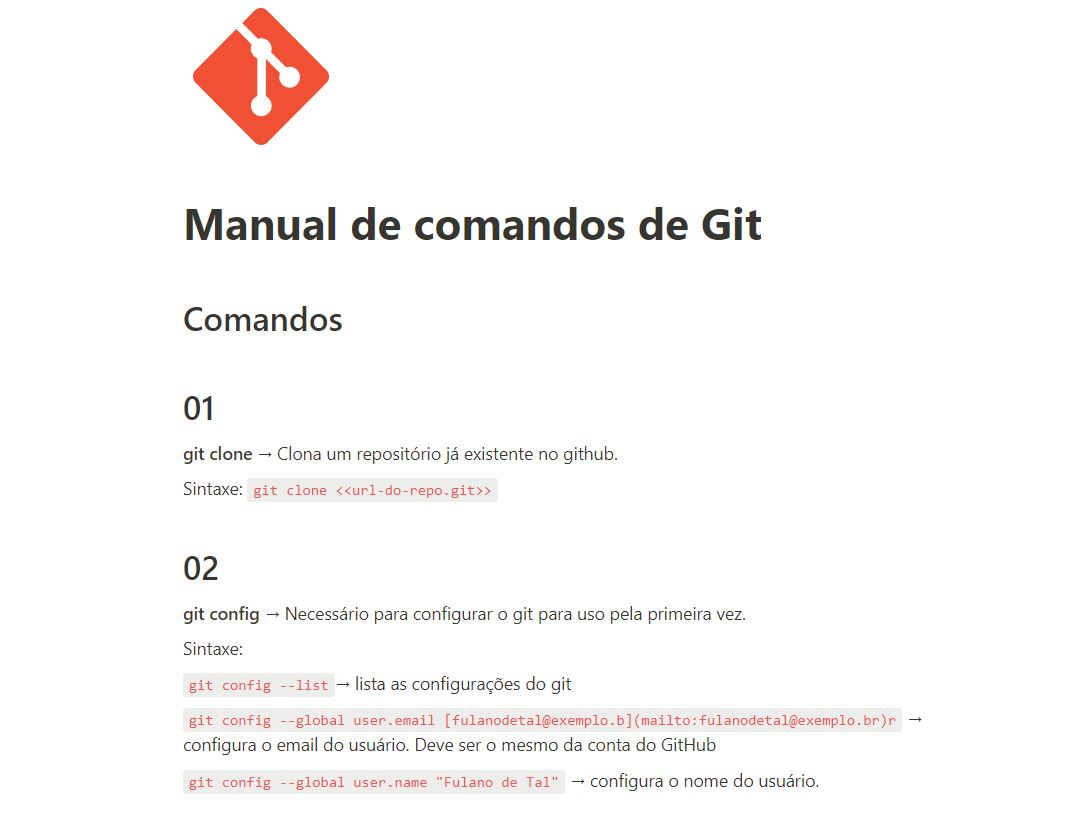 Manual de comandos de Git
Comandos
01
git clone → Clona um repositório já existente no github.
Sintaxe: git clone <<url-do-repo.git>>
02
git config → Necessário para configurar o git para uso pela primeira vez.
Sintaxe:
git config --list → lista as configurações do git
git config --global user.email [fulanodetal@exemplo.b](mailto:fulanodetal@exemplo.br)r →
configura o email do usuário. Deve ser o mesmo da conta do GitHub
git config --global user.name "Fulano de Tal" → configura o nome do usuário.